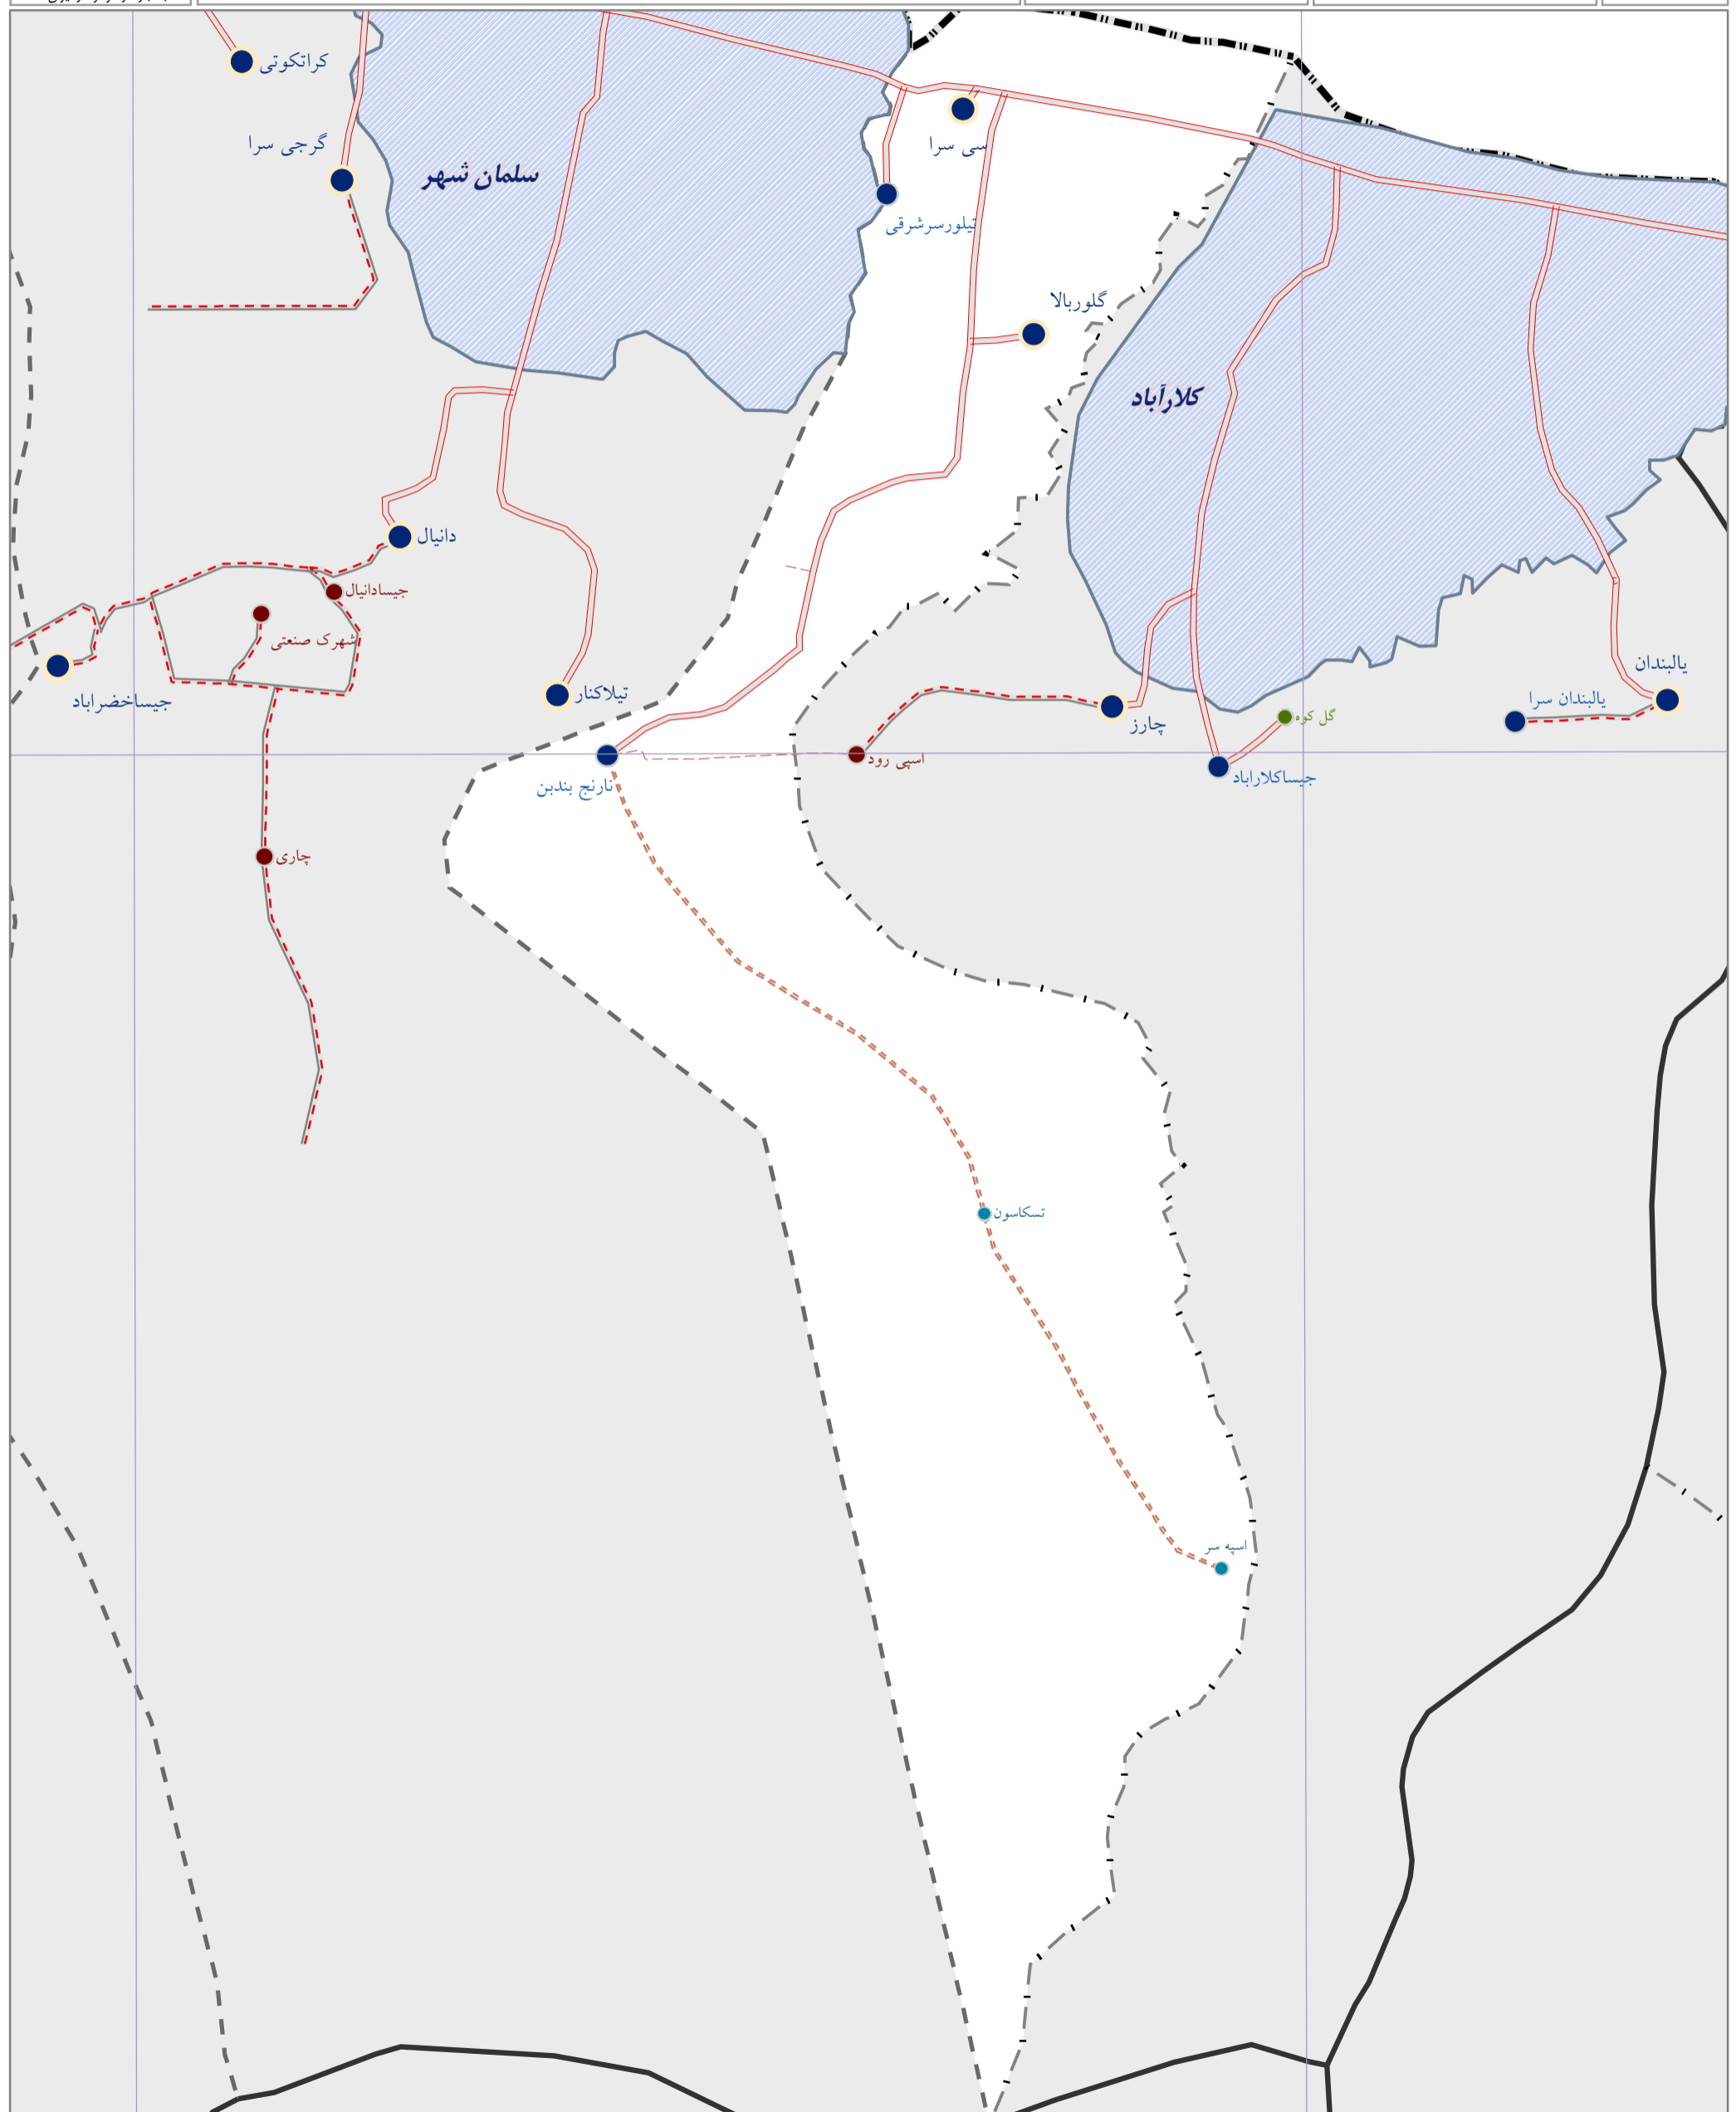 کراتکوتی
گرجی سرا
سلمان شهر
سی سرا
تیلورسرشرقی
گلوربالا
کلارآباد
دانیال
جیسادانیال
شهرک صنعتی
جیساخضراباد
تیلاکنار
نارنج بندبن
اسپی رود
چارز
گل کوه
جیساکلاراباد
یالبندان
یالبندان سرا
چاری
تسکاسون
اسپه سر